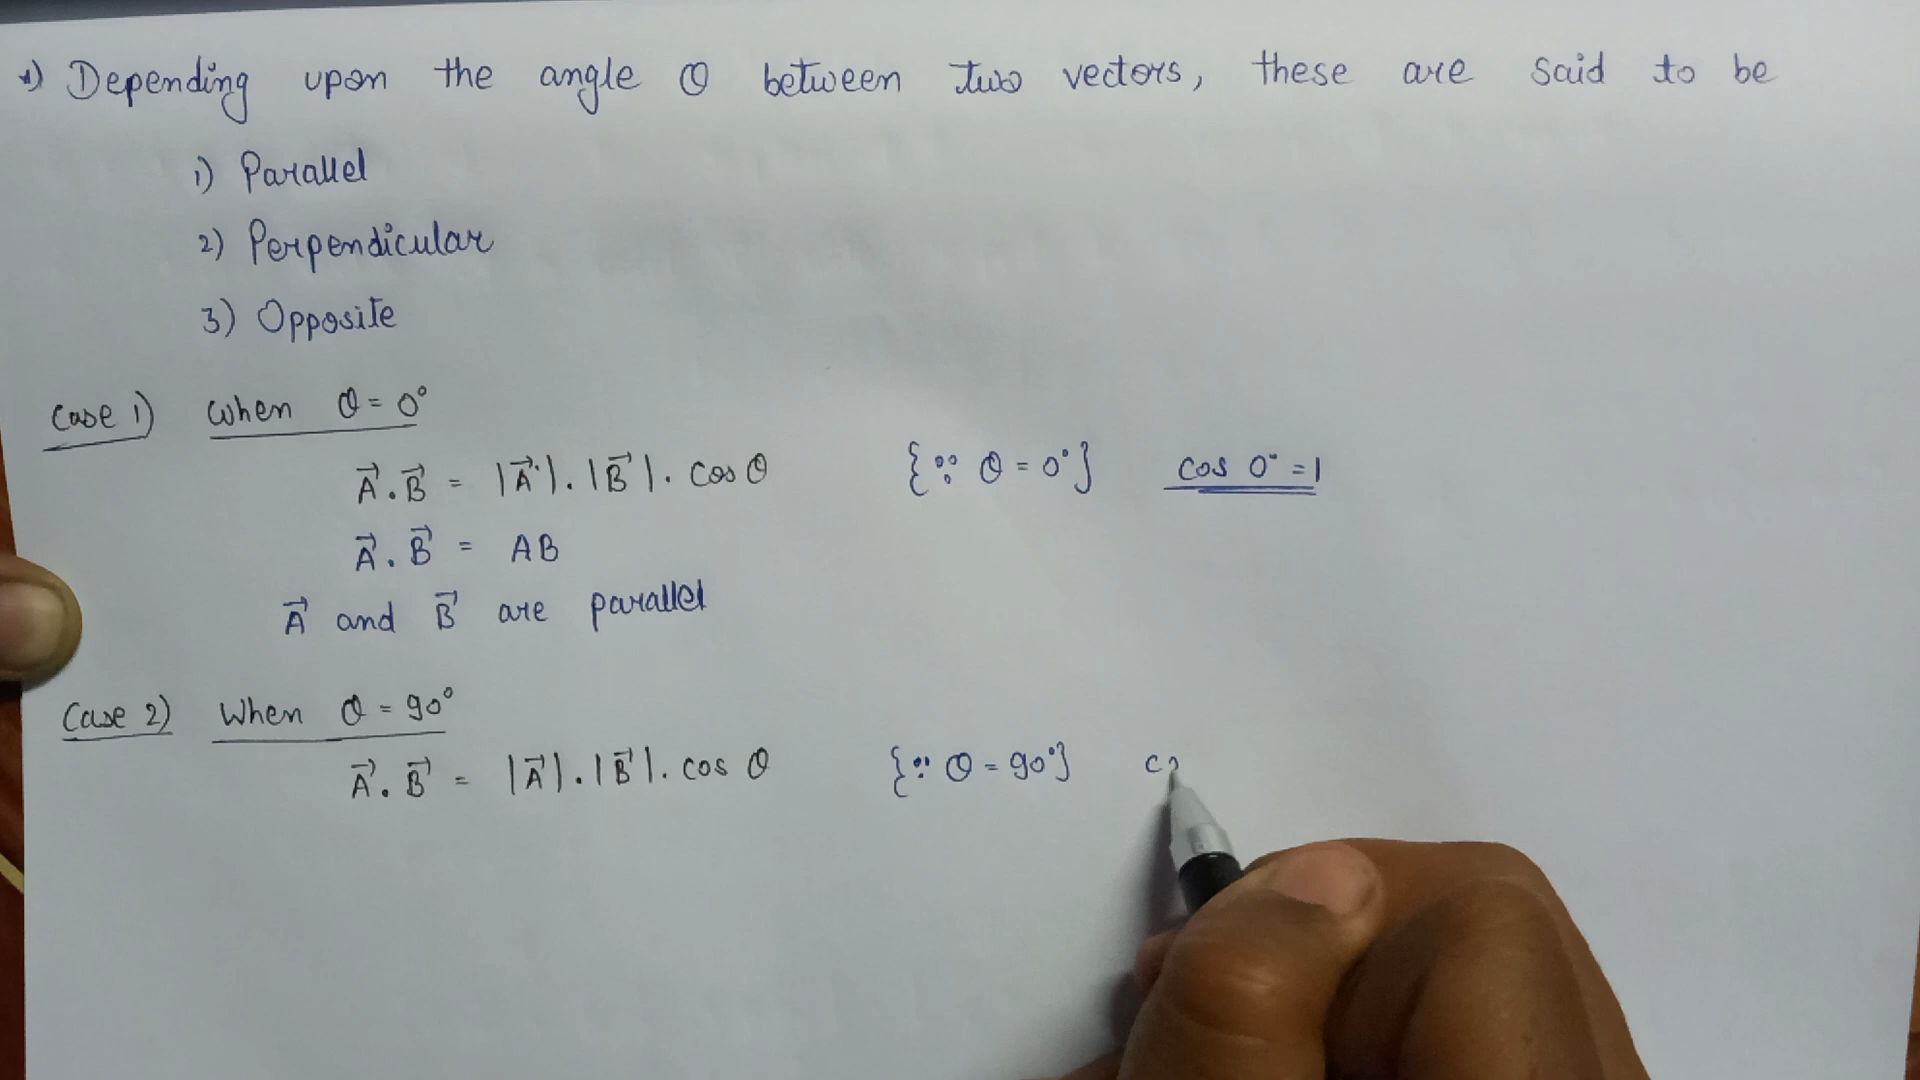 *) Depending upon the angle θ between two vectors, these are said to be
1) Parallel
2) Perpendicular
3) Opposite
Case 1) When θ = 0°
A⃗ . B⃗ = |A⃗| . |B⃗| . cos θ {∵ θ = 0°} cos 0° = 1
A⃗ . B⃗ = AB
A⃗ and B⃗ are parallel
Case 2) When θ = 90°
A⃗ . B⃗ = |A⃗| . |B⃗| . cos θ {∵ θ = 90°} c